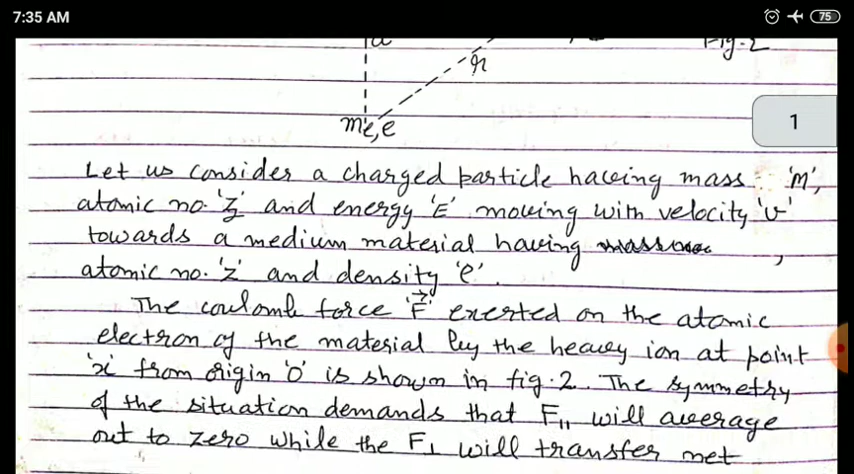 7:35 AM
75
Fig. 2
r
me, e
1
Let us consider a charged particle having mass 'M',
atomic no. 'Z' and energy 'E' moving with velocity 'v'
towards a medium material having
atomic no. 'z' and density 'ρ'.
The coulomb force 'F⃗' exerted on the atomic
electron of the material by the heavy ion at point
'x' from origin 'O' is shown in fig. 2. The symmetry
of the situation demands that F₁₁ will average
out to zero while the F⊥ will transfer net